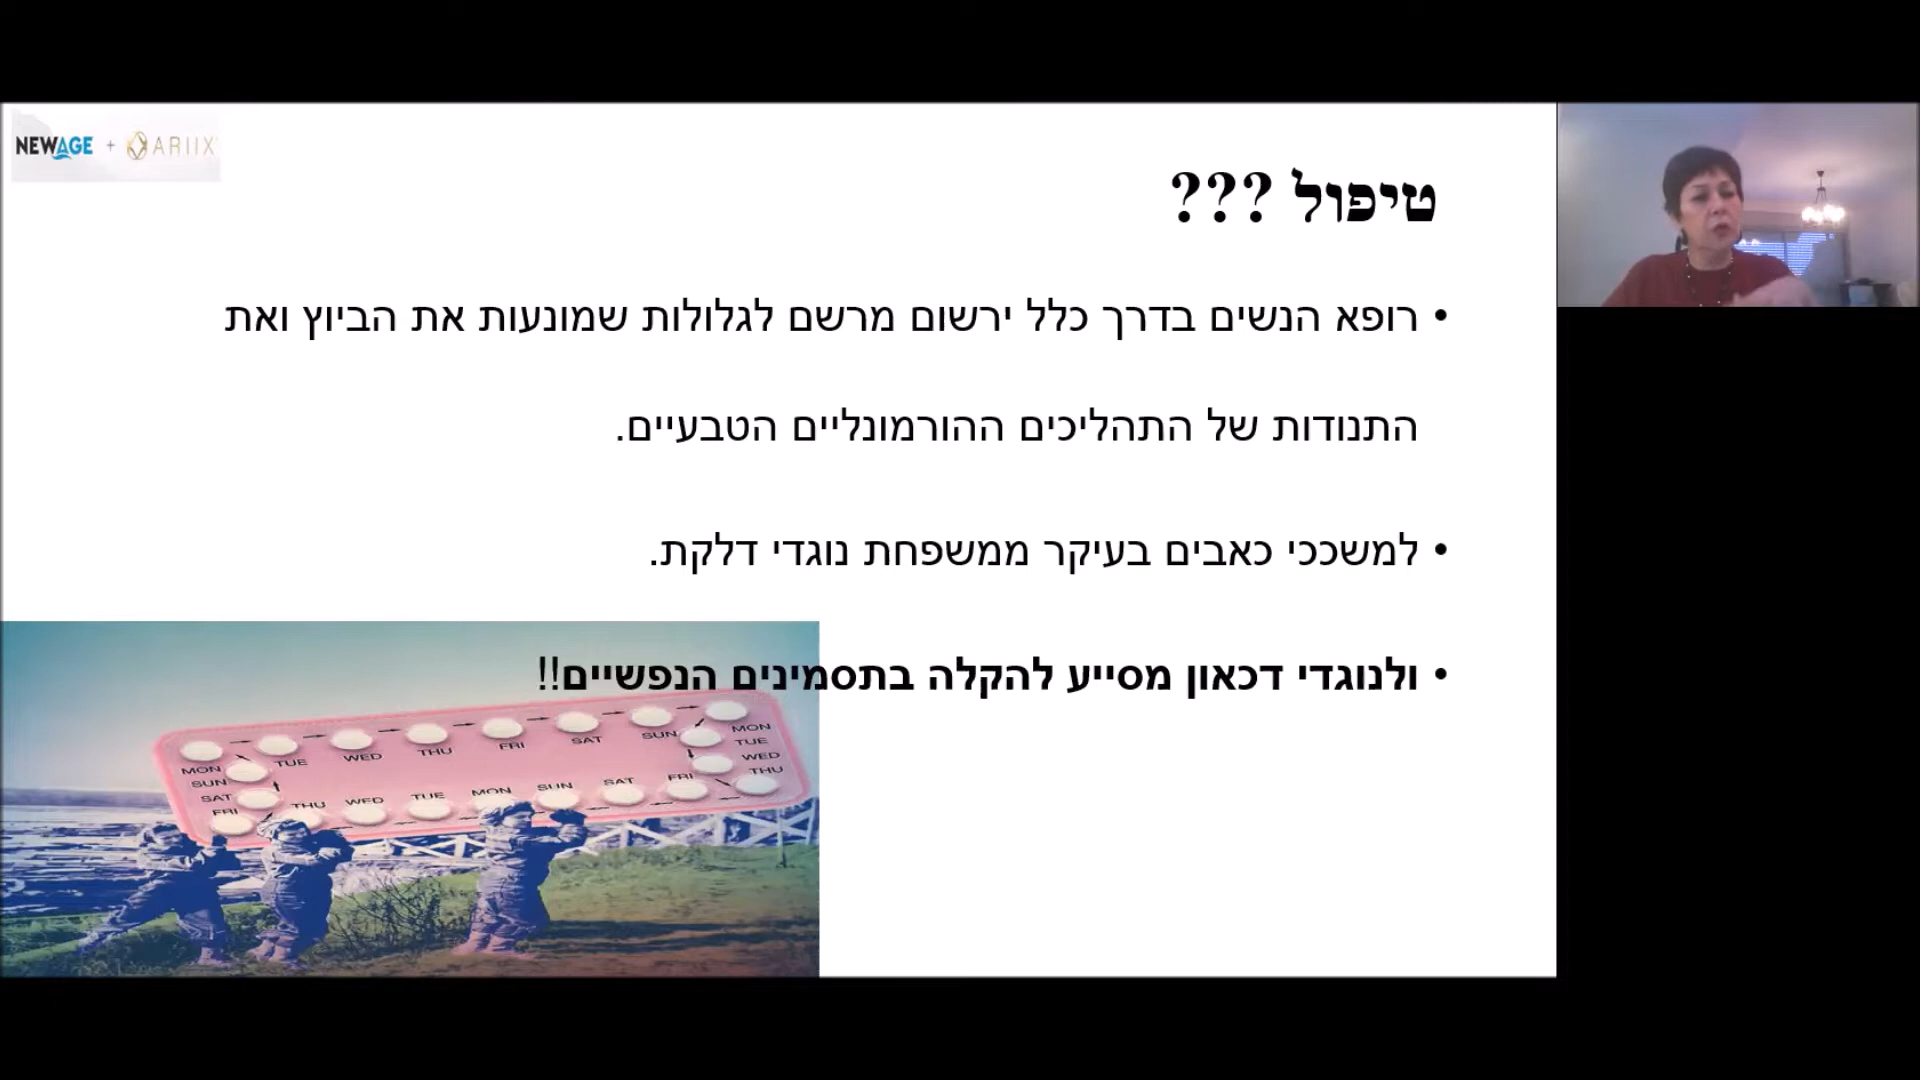 NEWAGE + ARIIX
טיפול ???
• רופא הנשים בדרך כלל ירשום מרשם לגלולות שמונעות את הביוץ ואת
התנודות של התהליכים ההורמונליים הטבעיים.
• למשככי כאבים בעיקר ממשפחת נוגדי דלקת.
• ולנוגדי דכאון מסייע להקלה בתסמינים הנפשיים!!
MON TUE WED THU FRI SAT SUN MON
TUE
WED
THU
SUN
SAT
FRI THU WED TUE MON SUN SAT FRI